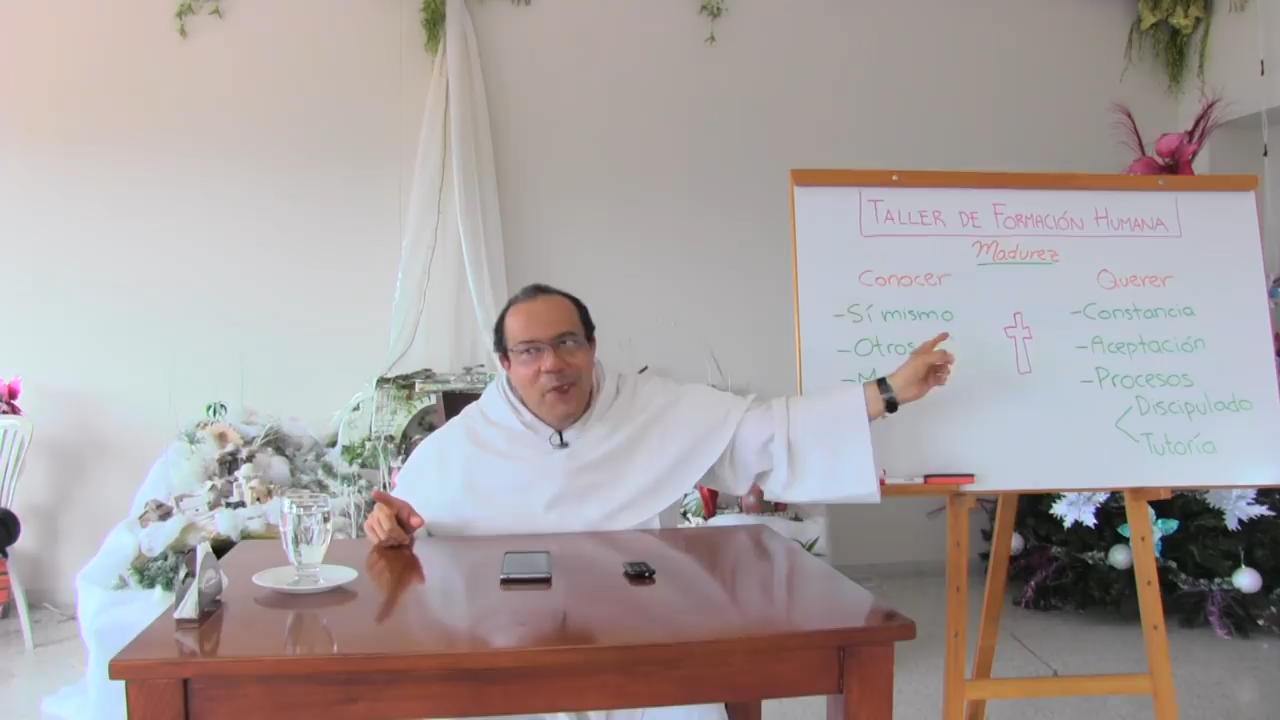 TALLER DE FORMACIÓN HUMANA
Madurez
Conocer
-Sí mismo
-Otros
Querer
-Constancia
-Aceptación
-Procesos
Discipulado
Tutoría